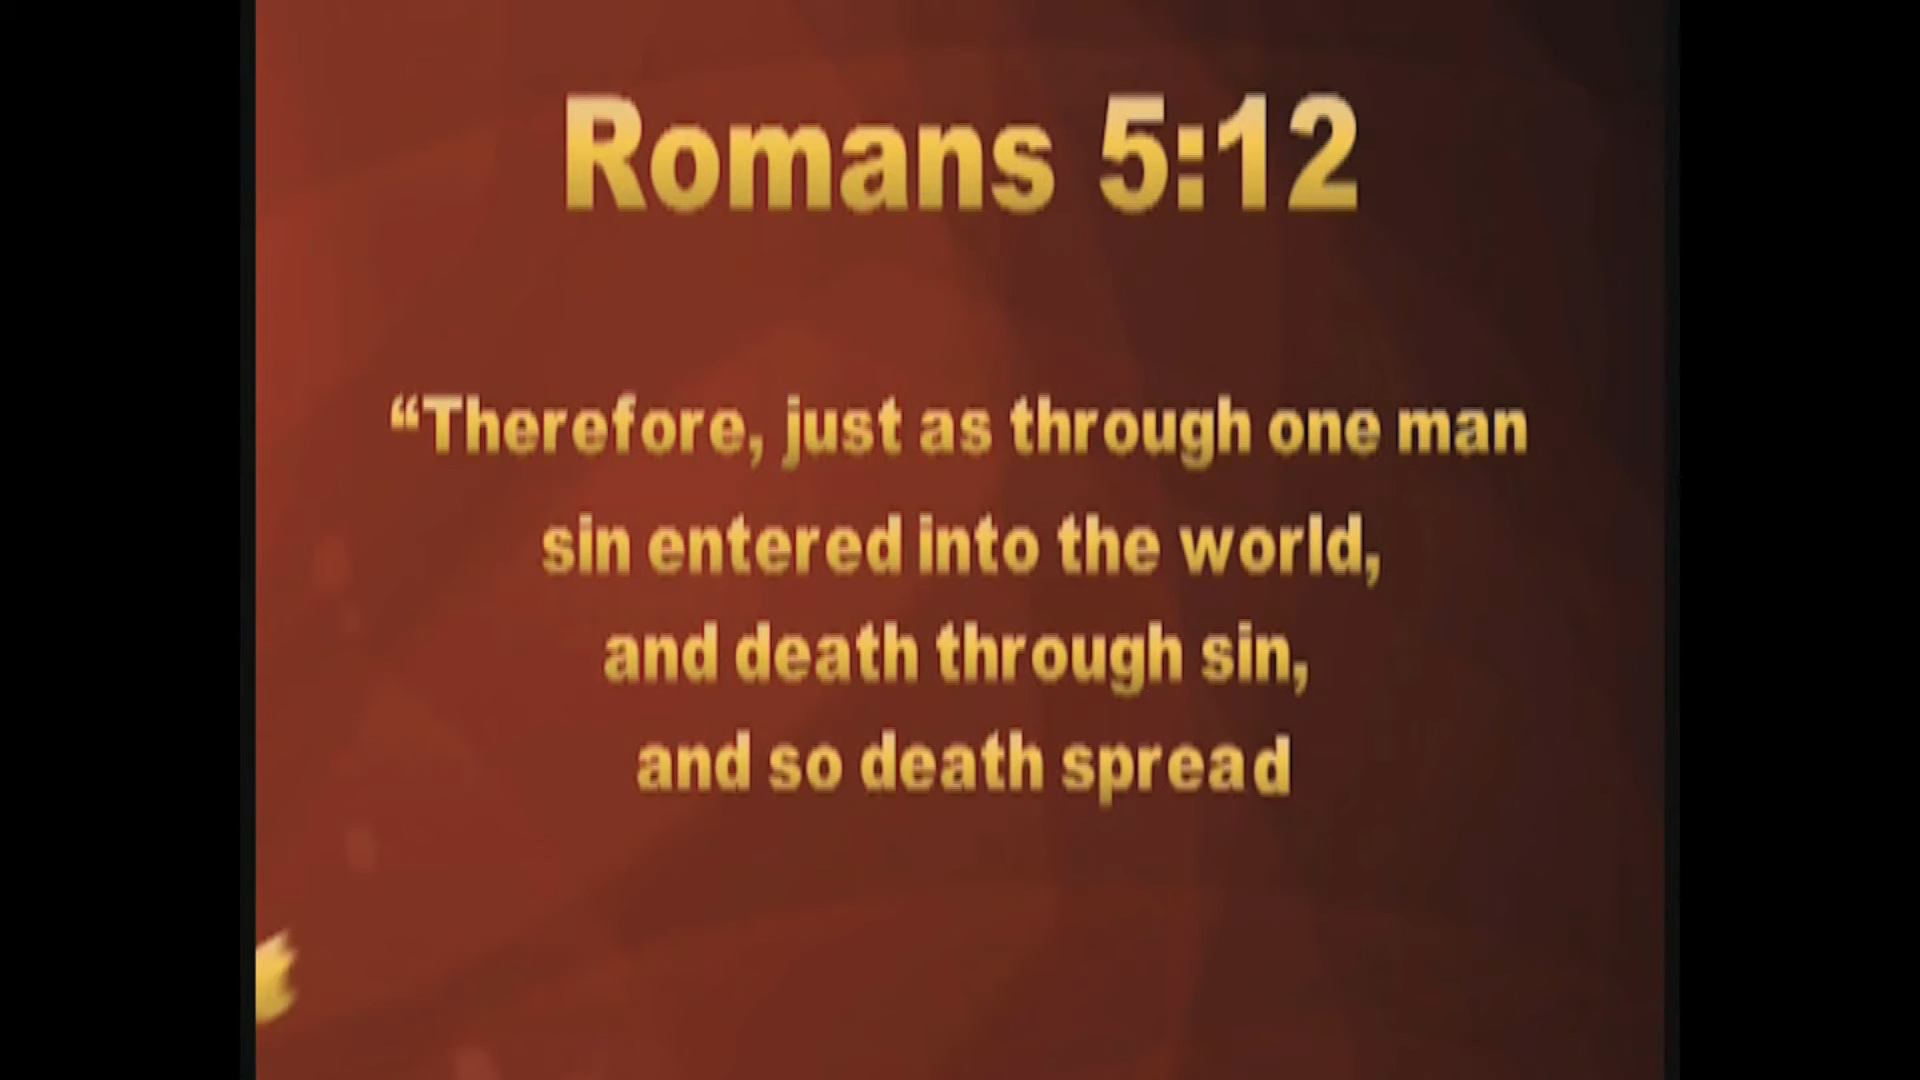 Romans 5:12
“Therefore, just as through one man
sin entered into the world,
and death through sin,
and so death spread